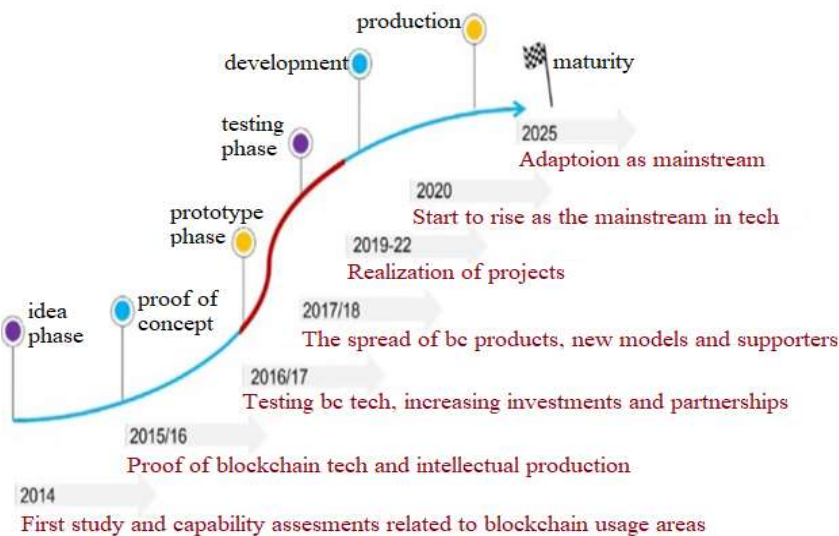 production
maturity
development
testing
phase
2025
Adaptoion as mainstream
2020
Start to rise as the mainstream in tech
prototype
phase
2019-22
Realization of projects
idea
phase
proof of
concept
2017/18
The spread of bc products, new models and supporters
2016/17
Testing bc tech, increasing investments and partnerships
2015/16
Proof of blockchain tech and intellectual production
2014
First study and capability assesments related to blockchain usage areas